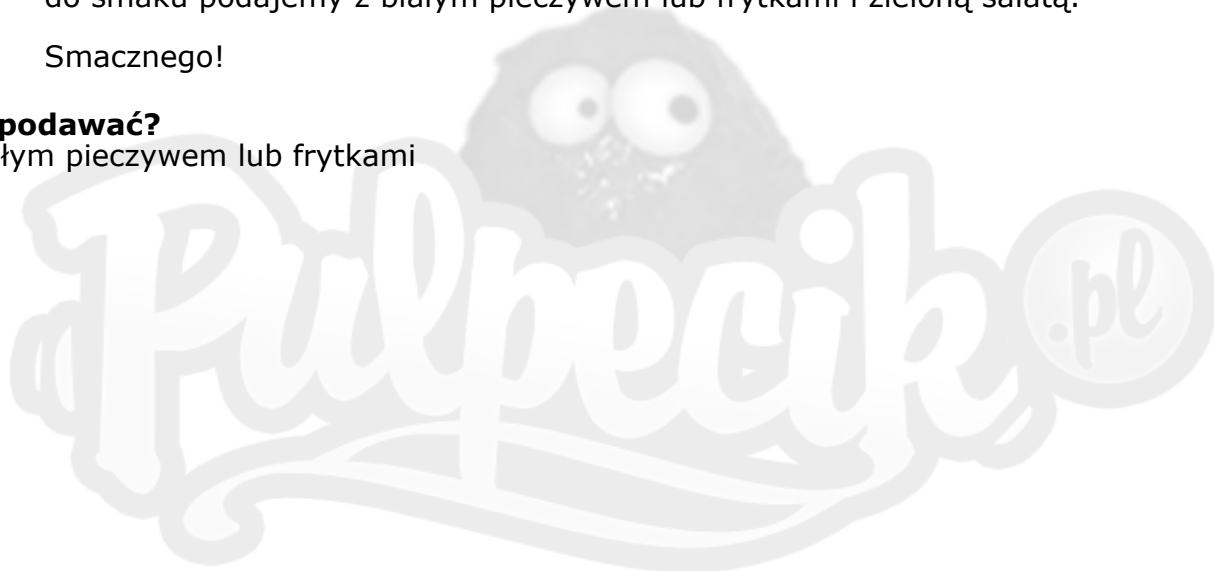 do smaku podajemy z białym pieczywem lub frytkami i zieloną sałatą.
Smacznego!
podawać?
łym pieczywem lub frytkami
Pulpecik .pl